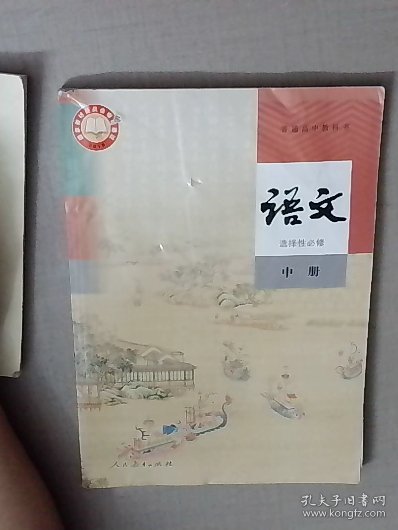 普通高中教科书
语文
选择性必修
中册
人民教育出版社
孔夫子旧书网
www.kongfz.com